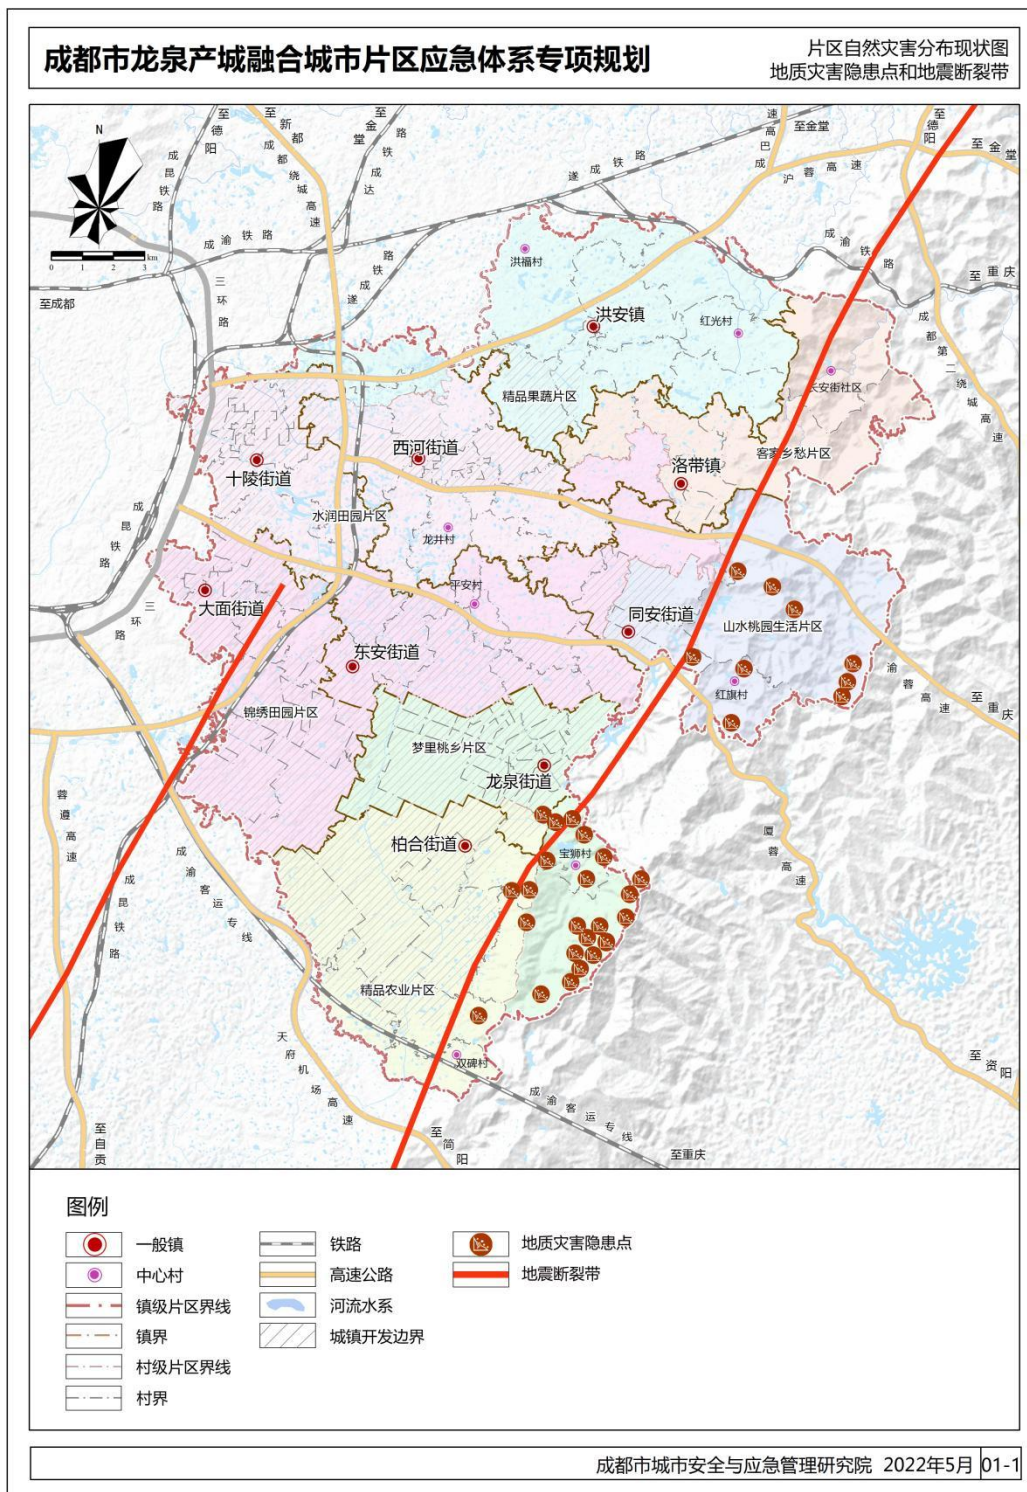 成都市龙泉产城融合城市片区应急体系专项规划
片区自然灾害分布现状图
地质灾害隐患点和地震断裂带
N
0 1 2 3 km
至德阳
至新都
至金堂
至金堂
至德阳
至金堂
成昆铁路
成都绕城高速
成达铁路
遂成铁路
成巴高速
沪蓉高速
成渝铁路
遂成铁路
成渝铁路
至成都
至重庆
三环路
成都第二绕城高速
洪福村
洪安镇
红光村
长安街社区
精品果蔬片区
西河街道
客家乡愁片区
十陵街道
洛带镇
水润田园片区
龙井村
成昆铁路
三环路
大面街道
平安村
同安街道
山水桃园生活片区
东安街道
红旗村
渝蓉高速
至重庆
锦绣田园片区
梦里桃乡片区
龙泉街道
蓉遵高速
柏合街道
宝狮村
厦蓉高速
成渝客运专线
成昆铁路
精品农业片区
天府机场高速
双碑村
至资阳
成渝客运专线
至自贡
至简阳
至重庆
图例
一般镇
铁路
地质灾害隐患点
中心村
高速公路
地震断裂带
镇级片区界线
河流水系
镇界
城镇开发边界
村级片区界线
村界
成都市城市安全与应急管理研究院 2022年5月 01-1